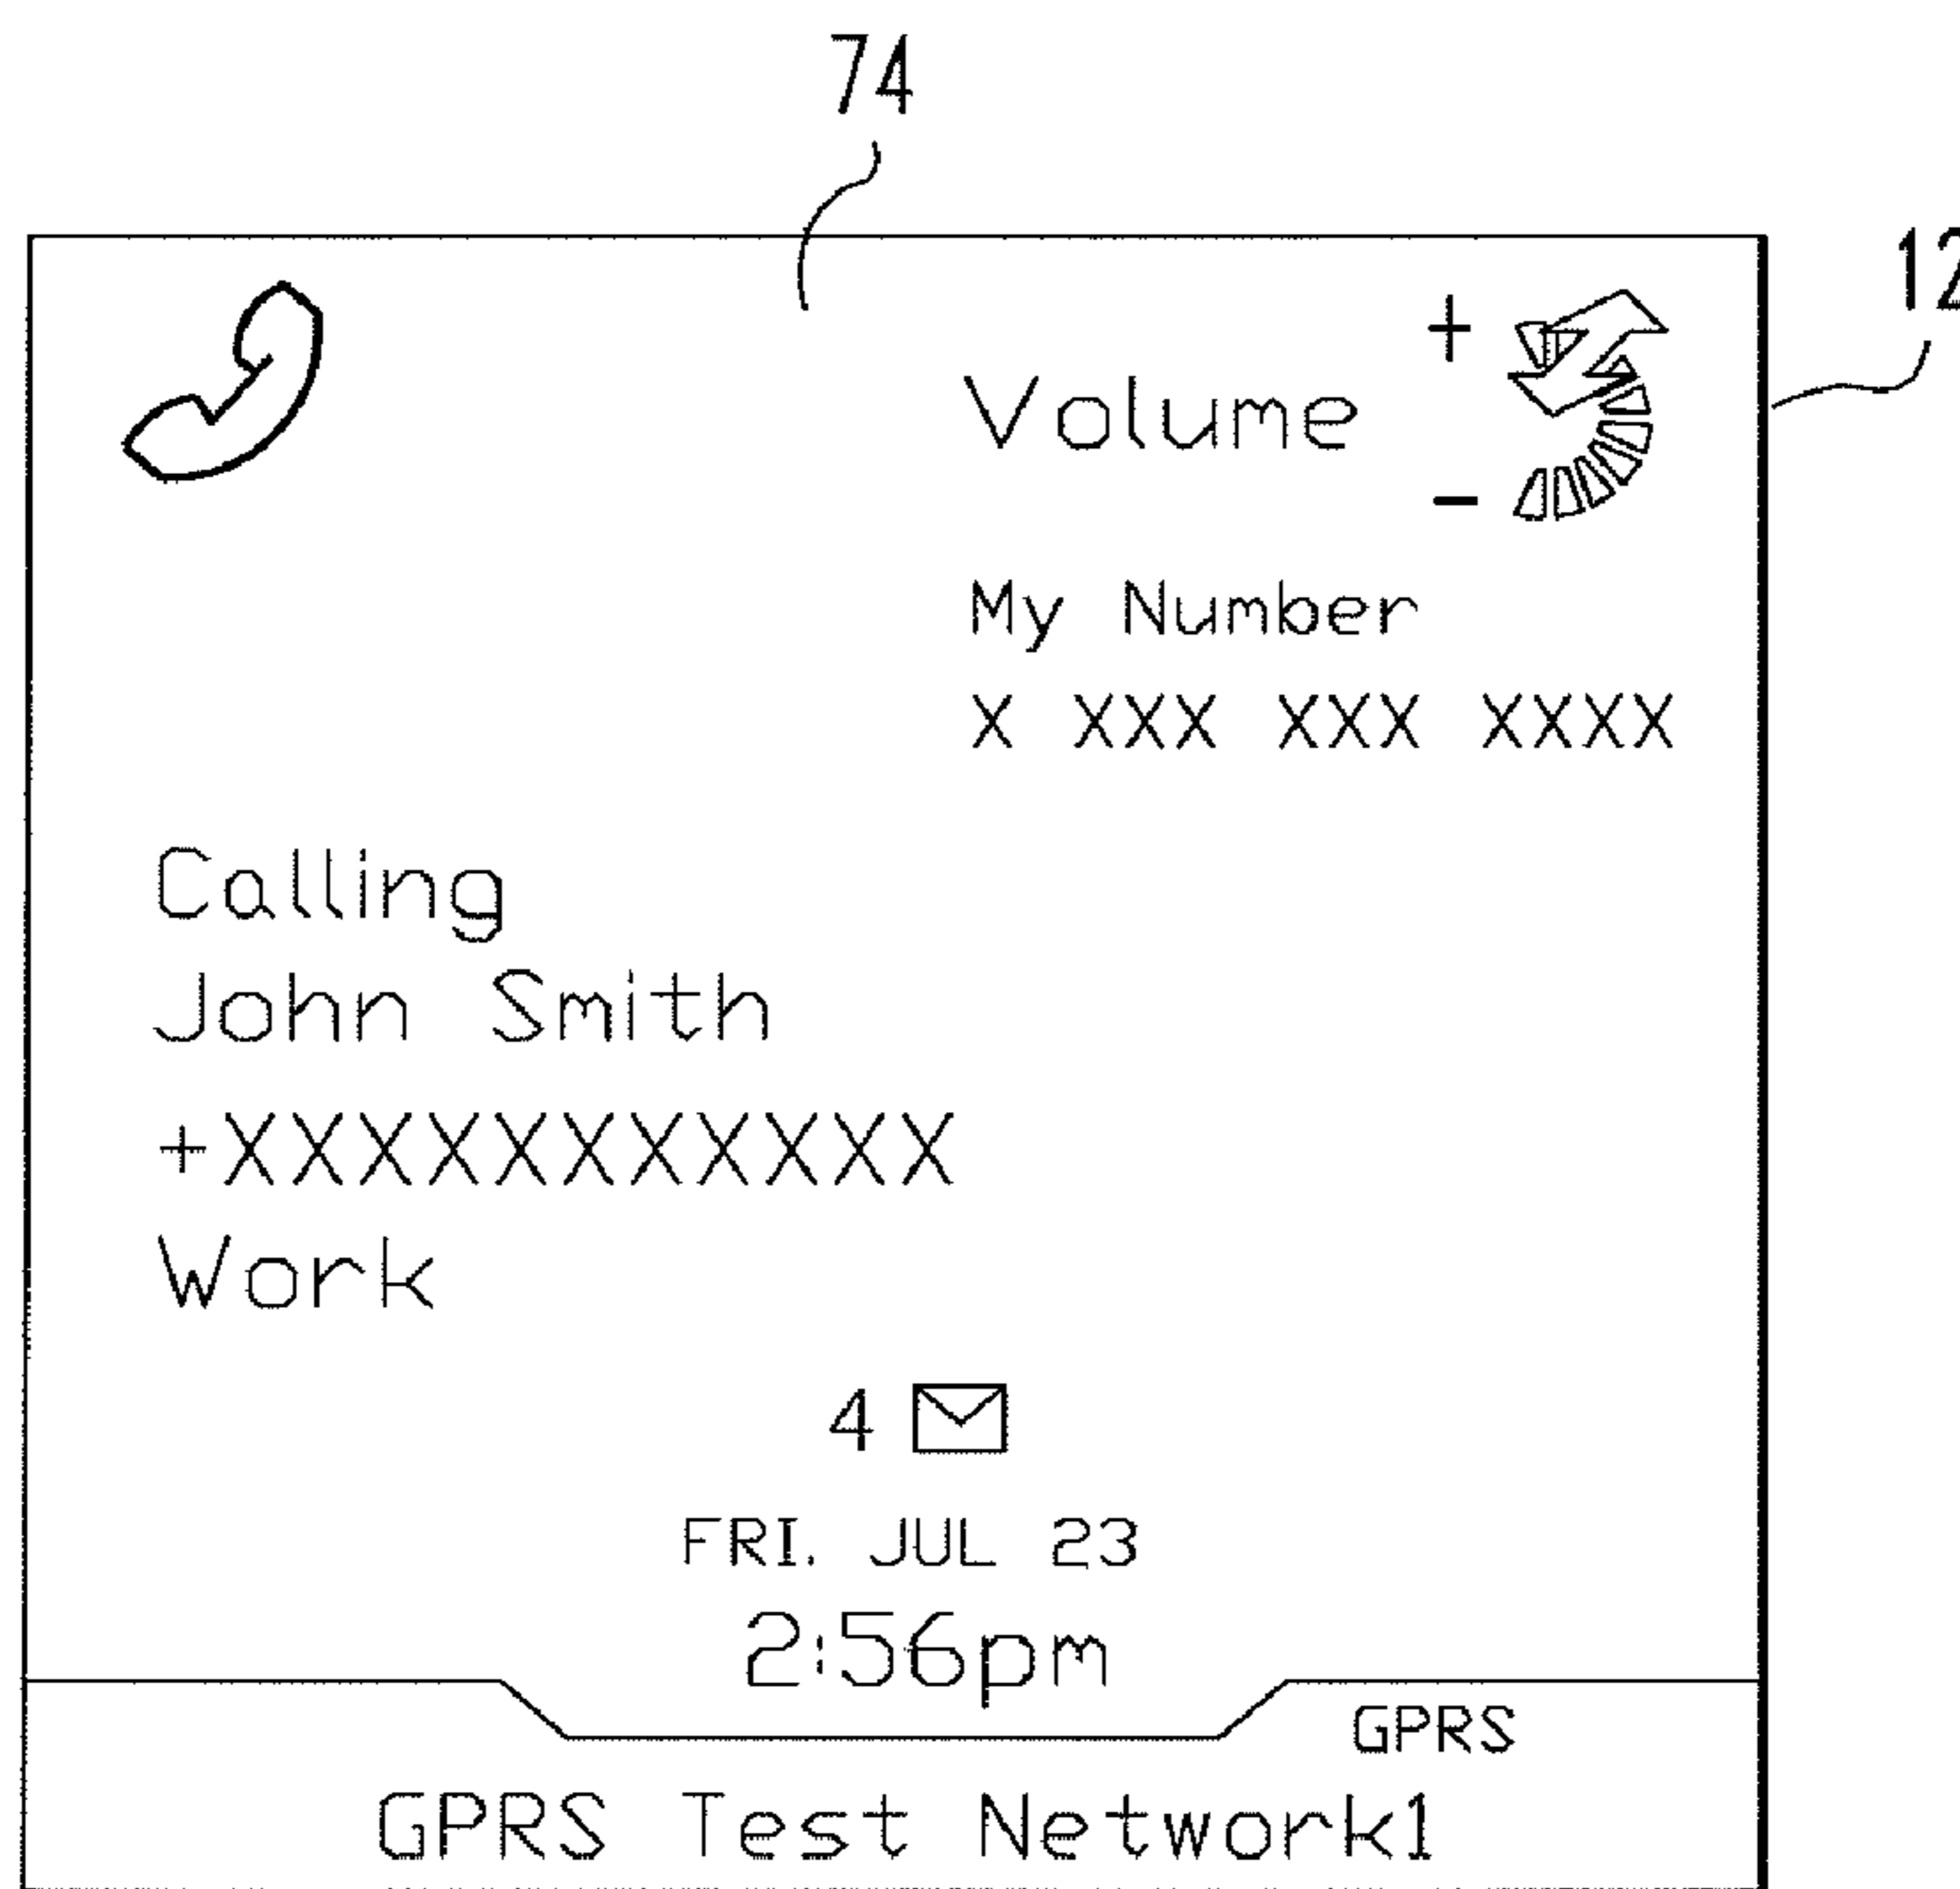 74
12
+
Volume
-
My Number
X XXX XXX XXXX
Calling
John Smith
+XXXXXXXXXXX
Work
4
FRI. JUL 23
2:56pm
GPRS
GPRS Test Network1